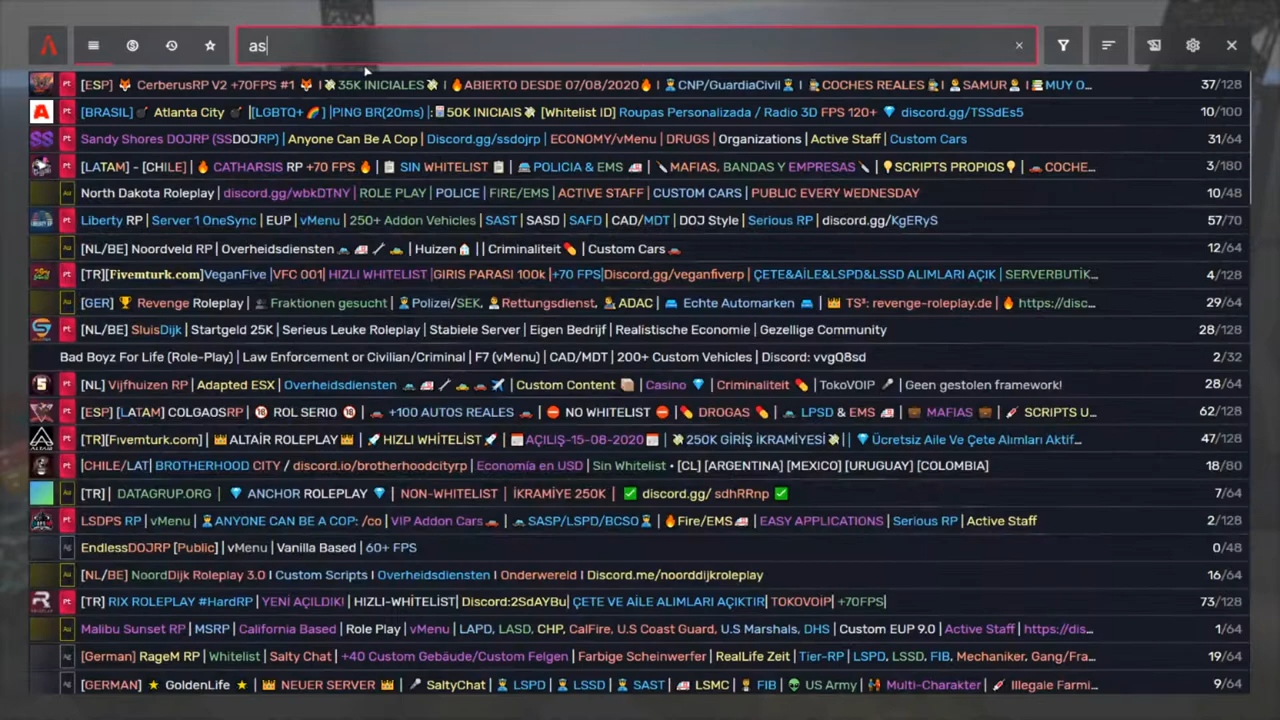 as
Pt [ESP] 🦊 CerberusRP V2 +70FPS #1 🦊 I💸35K INICIALES💸 I🔥ABIERTO DESDE 07/08/2020🔥I👮CNP/GuardiaCivil👮I🕵COCHES REALES🕵I👩‍🚀SAMUR👩‍🚀I📗MUY O... 37/128
[BRASIL]💣 Atlanta City 💣|[LGBTQ+🌈]|PING BR(20ms) |:🏧50K INICIAIS💸 [Whitelist ID] Roupas Personalizada / Radio 3D FPS 120+ 💎 discord.gg/TSSdEs5 10/100
Pt Sandy Shores DOJRP (SSDOJRP) | Anyone Can Be A Cop | Discord.gg/ssdojrp | ECONOMY/vMenu | DRUGS | Organizations | Active Staff | Custom Cars 31/64
Pt [LATAM] - [CHILE] | 🔥 CATHARSIS RP +70 FPS 🔥 | 📋 SIN WHITELIST 📋 | 🚔 POLICIA & EMS 🚑 | 🔪MAFIAS, BANDAS Y EMPRESAS🔪 | 💡SCRIPTS PROPIOS💡 | 🚗 COCHE... 3/180
Au North Dakota Roleplay | discord.gg/wbkDTNY | ROLE PLAY | POLICE | FIRE/EMS | ACTIVE STAFF | CUSTOM CARS | PUBLIC EVERY WEDNESDAY 10/48
Pt Liberty RP | Server 1 OneSync | EUP | vMenu | 250+ Addon Vehicles | SAST | SASD | SAFD | CAD/MDT | DOJ Style | Serious RP | discord.gg/KgERyS 57/70
Au [NL/BE] Noordveld RP | Overheidsdiensten 🚓 🚑 🔧 🚕 | Huizen🏠 | | Criminaliteit💊 | Custom Cars🚗 12/64
Pt [TR][Fivemturk.com]VeganFive |VFC 001| HIZLI WHITELIST |GIRIS PARASI 100k |+70 FPS|Discord.gg/veganfiverp | ÇETE&AİLE&LSPD&LSSD ALIMLARI AÇIK | SERVERBUTİK... 4/128
Au [GER] 🏆 Revenge Roleplay | 👥 Fraktionen gesucht | 👮Polizei/SEK, 👩‍🚒Rettungsdienst, 👷ADAC | 🚘 Echte Automarken 🚘 | 👑 TS³: revenge-roleplay.de | 🔥 https://disc... 29/64
Pt [NL/BE] SluisDijk | Startgeld 25K | Serieus Leuke Roleplay | Stabiele Server | Eigen Bedrijf | Realistische Economie | Gezellige Community 28/128
Bad Boyz For Life (Role-Play) | Law Enforcement or Civilian/Criminal | F7 (vMenu) | CAD/MDT | 200+ Custom Vehicles | Discord: vvgQ8sd 2/32
Pt [NL] Vijfhuizen RP | Adapted ESX | Overheidsdiensten 🚓 🚑 🔧 🚕 🚗 ✈️ | Custom Content 📦 | Casino 💎 | Criminaliteit 💊 | TokoVOIP 🎤 | Geen gestolen framework! 28/64
Pt [ESP] [LATAM] COLGAOSRP | 🔞 ROL SERIO 🔞 | 🚗 +100 AUTOS REALES 🚗 | ⛔ NO WHITELIST ⛔ | 💊 DROGAS 💊 | 🚓 LPSD & EMS 🚑 | 💼 MAFIAS 💼 | 🚀 SCRIPTS U... 62/128
Pt [TR][Fıvemturk.com] | 👑 ALTAİR ROLEPLAY👑 | 🚀 HIZLI WHİTELİST🚀 | 📅AÇILIŞ-15-08-2020📅 | 💸250K GİRİŞ İKRAMİYESİ💸| | 💎 Ücretsiz Aile Ve Çete Alımları Aktif... 47/128
Pt |CHILE/LAT| BROTHERHOOD CITY / discord.io/brotherhoodcityrp | Economía en USD | Sin Whitelist • [CL] [ARGENTINA] [MEXICO] [URUGUAY] [COLOMBIA] 18/80
[TR] | DATAGRUP.ORG | 💎 ANCHOR ROLEPLAY 💎 | NON-WHITELIST | İKRAMİYE 250K | ✅ discord.gg/ sdhRRnp ✅ 7/64
Pt LSDPS RP | vMenu | 👮ANYONE CAN BE A COP: /co | VIP Addon Cars🚗 | 🚓 SASP/LSPD/BCSO👮 | 🔥Fire/EMS🚑 | EASY APPLICATIONS | Serious RP | Active Staff 2/128
Ag EndlessDOJRP [Public] | vMenu | Vanilla Based | 60+ FPS 0/48
Au [NL/BE] NoordDijk Roleplay 3.0 I Custom Scripts I Overheidsdiensten I Onderwereid I Discord.me/noorddijkroleplay 16/64
Pt [TR] RIX ROLEPLAY #HardRP | YENİ AÇILDIK! | HIZLI-WHİTELİST| Discord:2SdAYBu| ÇETE VE AİLE ALIMLARI AÇIKTIR| TOKOVOIP| +70FPS| 73/128
Au Malibu Sunset RP | MSRP | California Based | Role Play | vMenu | LAPD, LASD, CHP, CalFire, U.S Coast Guard, U.S Marshals, DHS | Custom EUP 9.0 | Active Staff | https://dis... 1/64
Ag [German] RageM RP | Whitelist | Salty Chat | +40 Custom Gebäude/Custom Felgen | Farbige Scheinwerfer | RealLife Zeit | Tier-RP | LSPD, LSSD, FIB, Mechaniker, Gang/Fra... 19/64
[GERMAN] ⭐ GoldenLife ⭐ | 👑 NEUER SERVER 👑 | 🎤 SaltyChat | 👮 LSPD | 👮 LSSD | 👮 SAST | 🚑 LSMC | 🕴 FIB | 👽 US Army | 👫 Multi-Charakter | 🚀 Illegale Farmi... 9/64